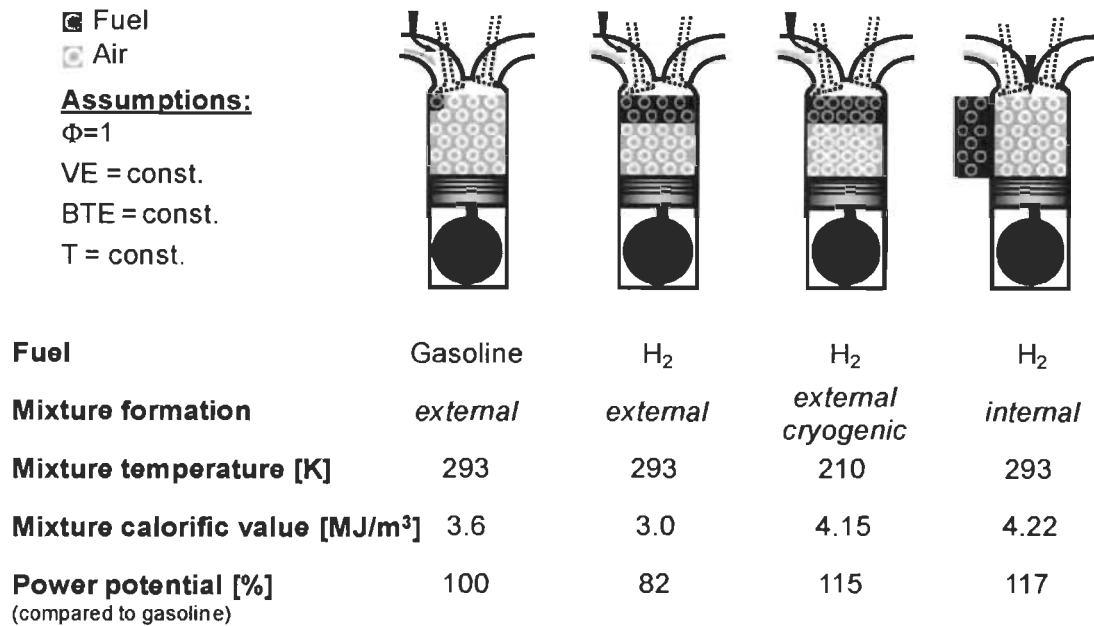 Fuel
Air
Assumptions:
Φ=1
VE = const.
BTE = const.
T = const.
Fuel Gasoline H₂ H₂ H₂
Mixture formation external external external cryogenic internal
Mixture temperature [K] 293 293 210 293
Mixture calorific value [MJ/m³] 3.6 3.0 4.15 4.22
Power potential [%] 100 82 115 117
(compared to gasoline)